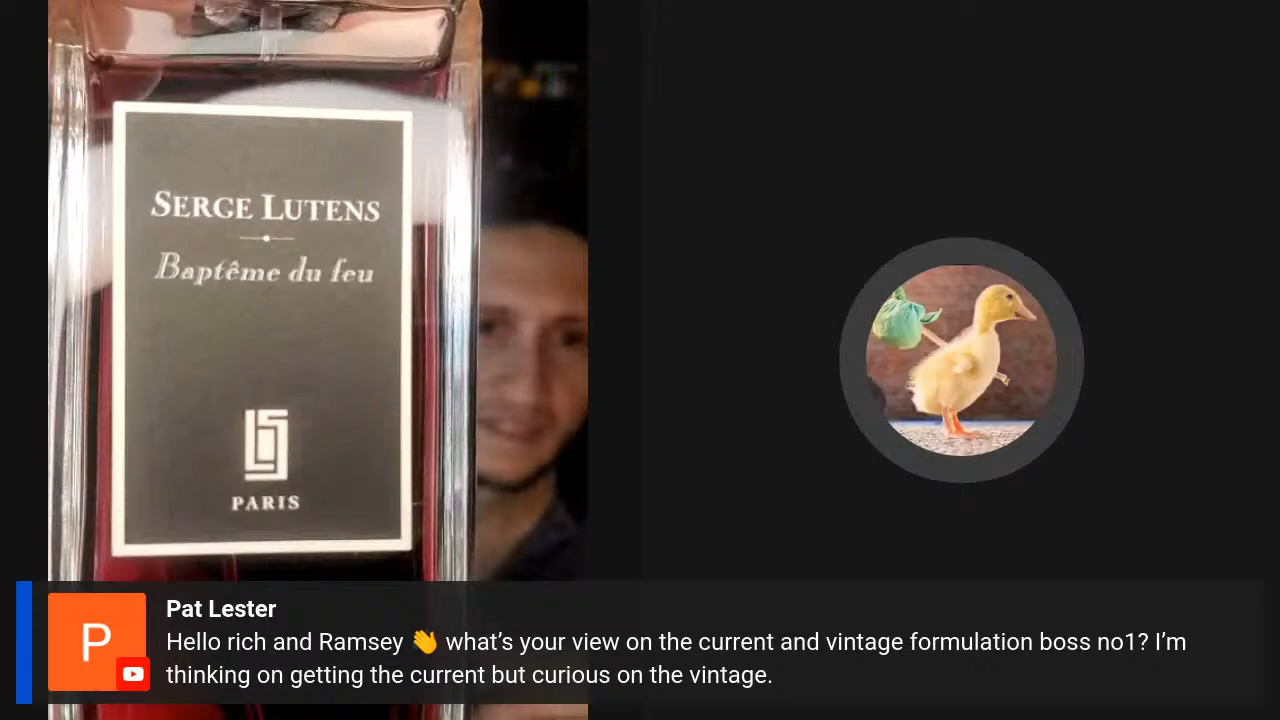 SERGE LUTENS
Baptême du feu
PARIS
P
Pat Lester
Hello rich and Ramsey 👋 what’s your view on the current and vintage formulation boss no1? I’m
thinking on getting the current but curious on the vintage.